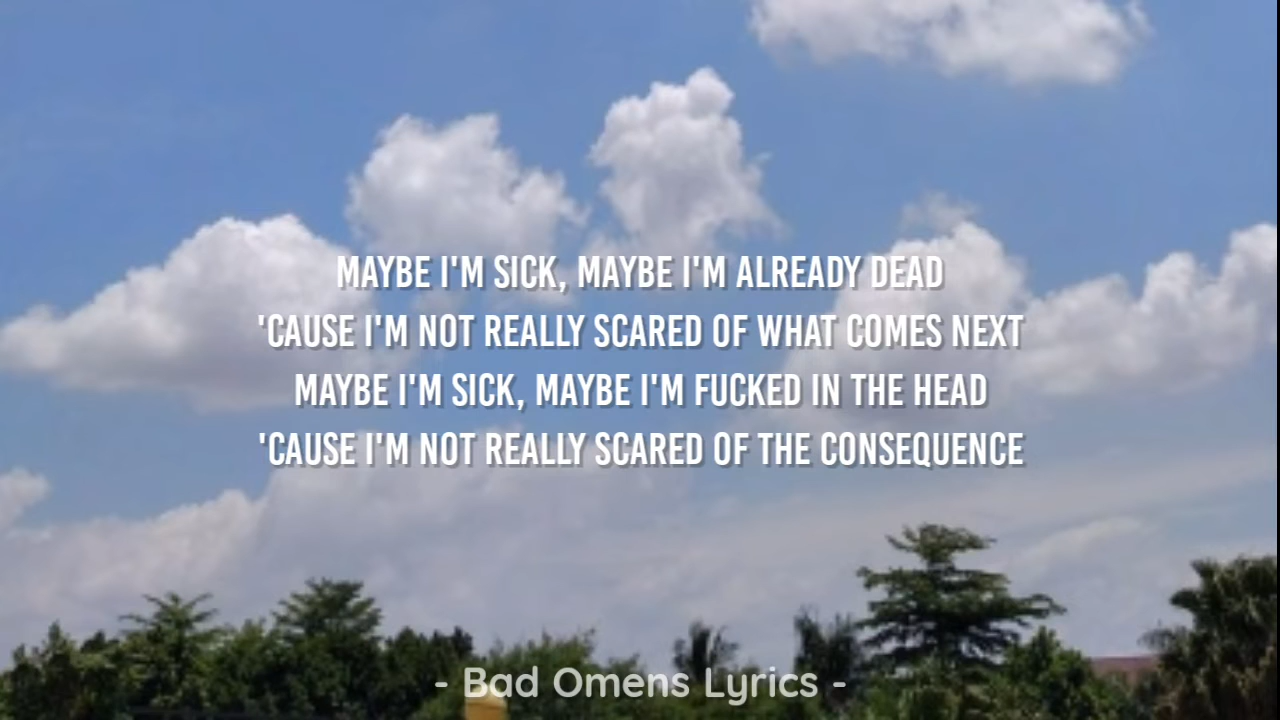 MAYBE I'M SICK, MAYBE I'M ALREADY DEAD
'CAUSE I'M NOT REALLY SCARED OF WHAT COMES NEXT
MAYBE I'M SICK, MAYBE I'M FUCKED IN THE HEAD
'CAUSE I'M NOT REALLY SCARED OF THE CONSEQUENCE
- Bad Omens Lyrics -